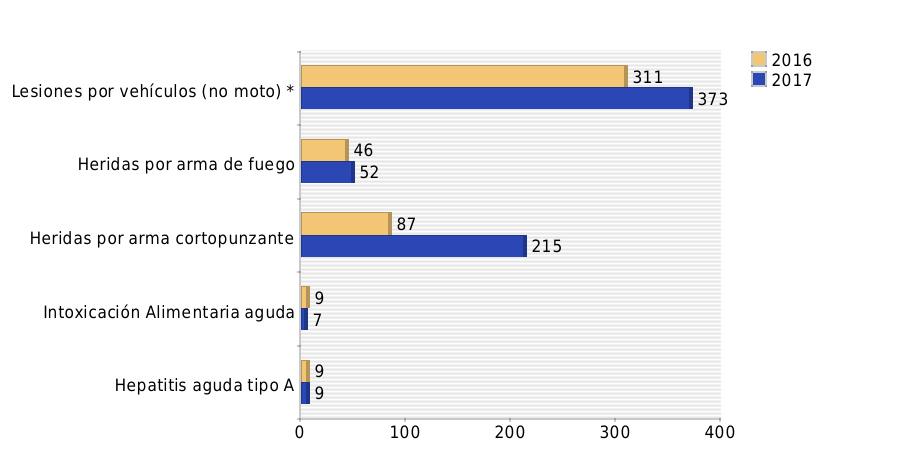 2016
2017
Lesiones por vehículos (no moto) *
311
373
Heridas por arma de fuego
46
52
Heridas por arma cortopunzante
87
215
Intoxicación Alimentaria aguda
9
7
Hepatitis aguda tipo A
9
9
0 100 200 300 400